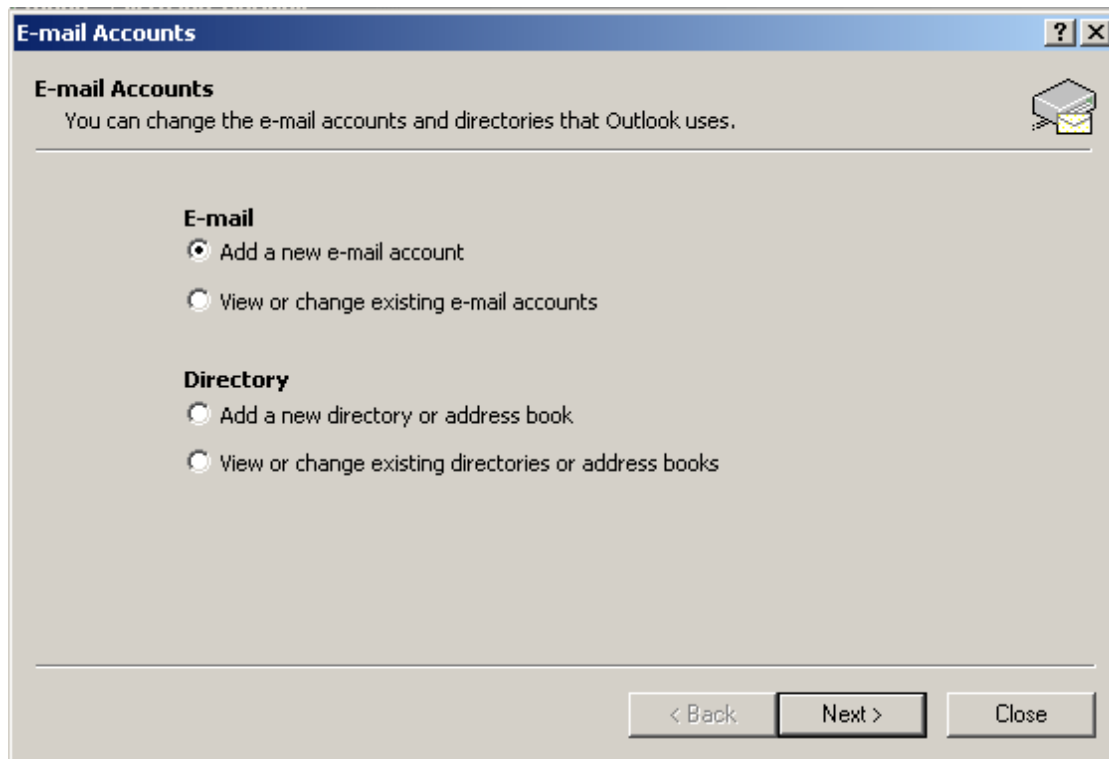 E-mail Accounts
E-mail Accounts
You can change the e-mail accounts and directories that Outlook uses.
E-mail
Add a new e-mail account
View or change existing e-mail accounts
Directory
Add a new directory or address book
View or change existing directories or address books
< Back Next > Close